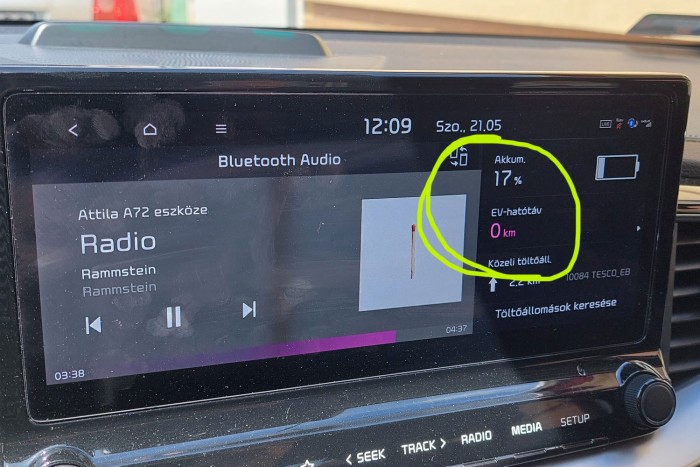 12:09
Szo., 21.05
Bluetooth Audio
Attila A72 eszköze
Radio
Rammstein
Rammstein
03:38
04:37
Akkum.
17%
EV-hatótáv
0 km
Közeli töltőáll.
2.2 km 10084 TESCO_EB
Töltőállomások keresése
< SEEK
TRACK >
RADIO
MEDIA
SETUP